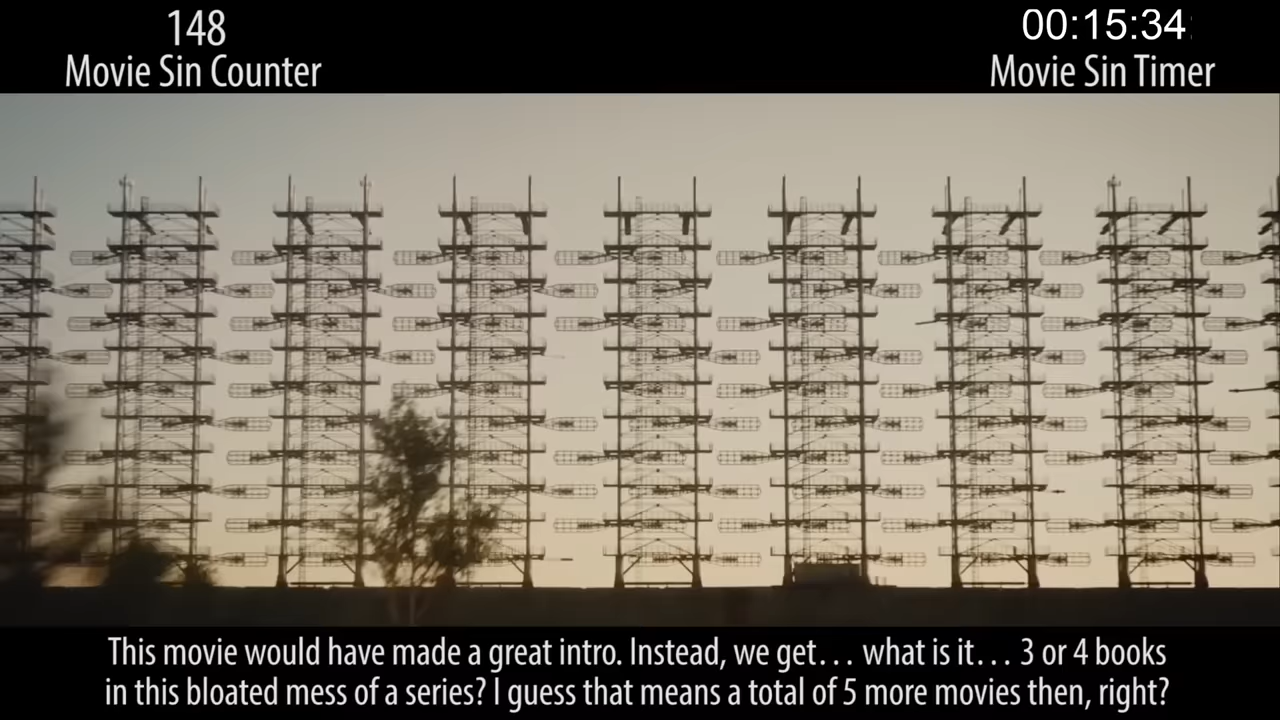 148
Movie Sin Counter
00:15:34
Movie Sin Timer
This movie would have made a great intro. Instead, we get… what is it… 3 or 4 books
in this bloated mess of a series? I guess that means a total of 5 more movies then, right?